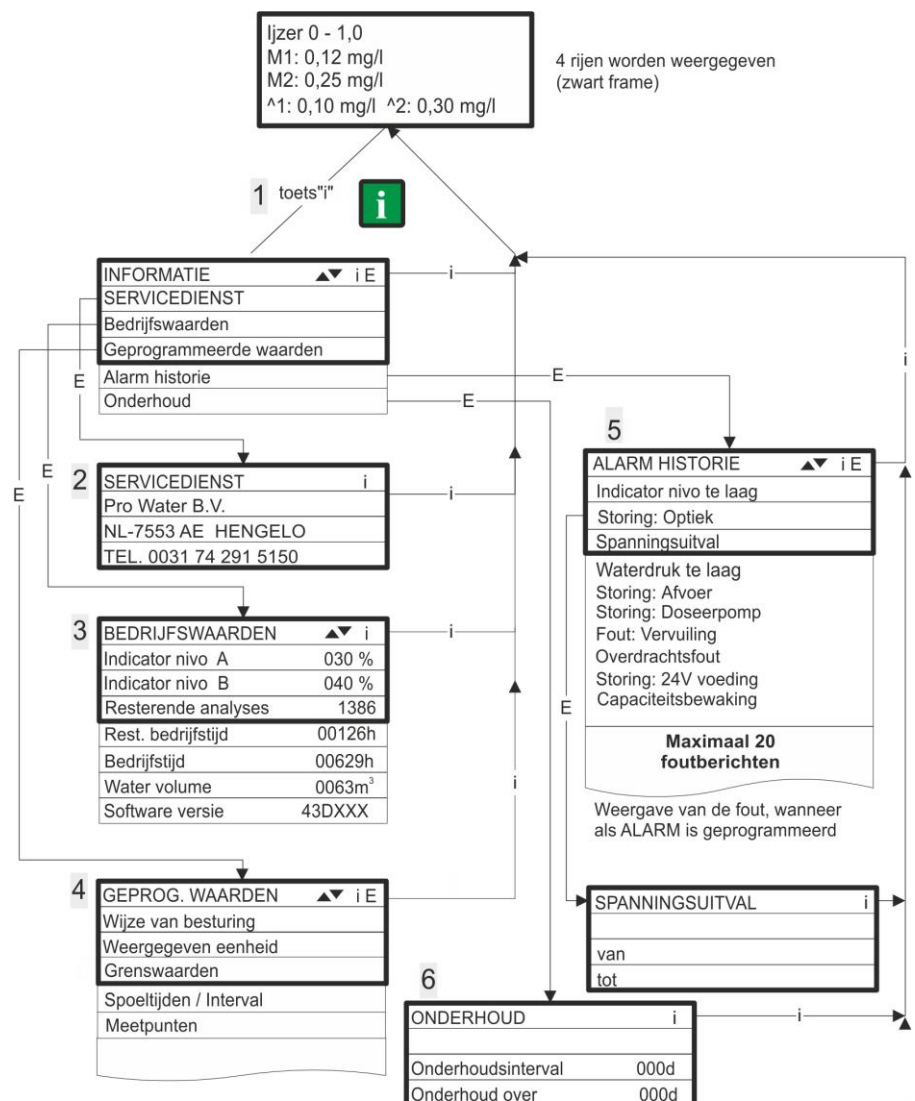 Ijzer 0 - 1,0
M1: 0,12 mg/l
M2: 0,25 mg/l
^1: 0,10 mg/l ^2: 0,30 mg/l
4 rijen worden weergegeven
(zwart frame)
1 toets"i"
i
INFORMATIE ▲▼ i E
SERVICEDIENST
Bedrijfswaarden
Geprogrammeerde waarden
Alarm historie
Onderhoud
i
E
E
E
E
E
i
2
SERVICEDIENST i
Pro Water B.V.
NL-7553 AE HENGELO
TEL. 0031 74 291 5150
i
3
BEDRIJFSWAARDEN ▲▼ i
Indicator nivo A 030 %
Indicator nivo B 040 %
Resterende analyses 1386
Rest. bedrijfstijd 00126h
Bedrijfstijd 00629h
Water volume 0063m³
Software versie 43DXXX
i
i
4
GEPROG. WAARDEN ▲▼ i E
Wijze van besturing
Weergegeven eenheid
Grenswaarden
Spoeltijden / Interval
Meetpunten
5
ALARM HISTORIE ▲▼ i E
Indicator nivo te laag
Storing: Optiek
Spanningsuitval
Waterdruk te laag
Storing: Afvoer
Storing: Doseerpomp
Fout: Vervuiling
Overdrachtsfout
Storing: 24V voeding
Capaciteitsbewaking
Maximaal 20
foutberichten
E
Weergave van de fout, wanneer
als ALARM is geprogrammeerd
SPANNINGSUITVAL i
van
tot
6
ONDERHOUD i
Onderhoudsinterval 000d
Onderhoud over 000d
i